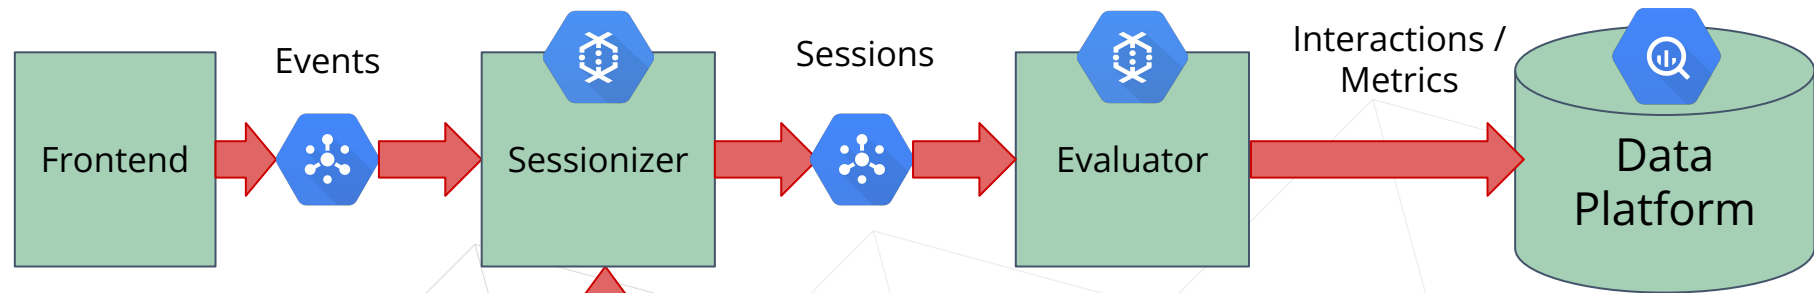 Frontend
Events
Sessionizer
Sessions
Evaluator
Interactions /
Metrics
Data
Platform